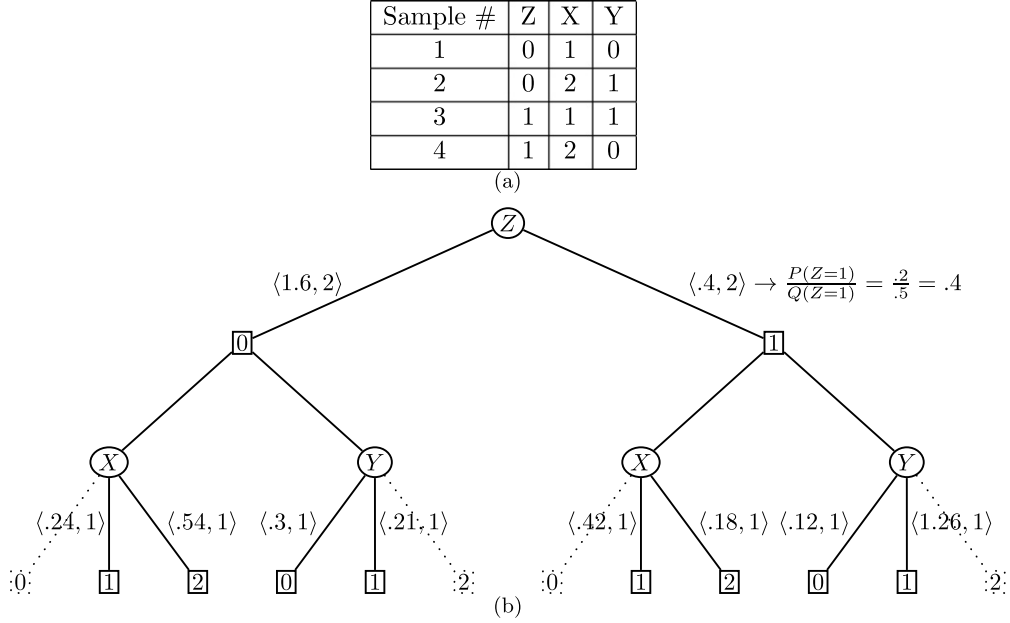 Sample # Z X Y
1 0 1 0
2 0 2 1
3 1 1 1
4 1 2 0
(a)
Z
⟨1.6, 2⟩ ⟨.4, 2⟩ → P(Z=1)/Q(Z=1) = .2/.5 = .4
0 1
X Y X Y
⟨.24, 1⟩ ⟨.54, 1⟩ ⟨.3, 1⟩ ⟨.21, 1⟩ ⟨.42, 1⟩ ⟨.18, 1⟩ ⟨.12, 1⟩ ⟨1.26, 1⟩
0 1 2 0 1 2 0 1 2 0 1 2
(b)